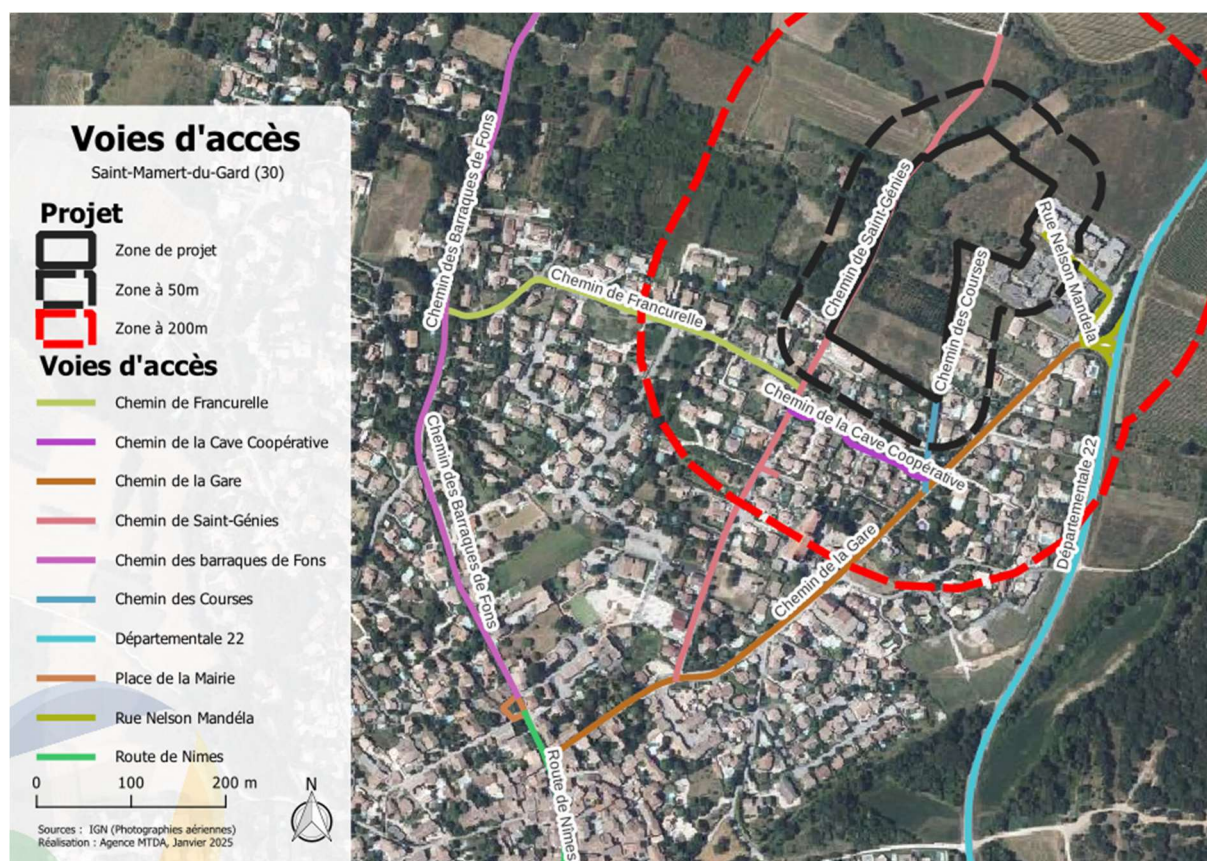 Voies d'accès
Saint-Mamert-du-Gard (30)
Projet
Zone de projet
Zone à 50m
Zone à 200m
Voies d'accès
Chemin de Francurelle
Chemin de la Cave Coopérative
Chemin de la Gare
Chemin de Saint-Génies
Chemin des barraques de Fons
Chemin des Courses
Départementale 22
Place de la Mairie
Rue Nelson Mandéla
Route de Nimes
0 100 200 m
N
Sources : IGN (Photographies aériennes)
Réalisation : Agence MTDA, Janvier 2025
Chemin des Barraques de Fons
Chemin de Saint-Génies
Rue Nelson Mandela
Chemin de Francurelle
Chemin des Courses
Chemin de la Cave Coopérative
Chemin des Barraques de Fons
Départementale 22
Chemin de la Gare
Route de Nîmes